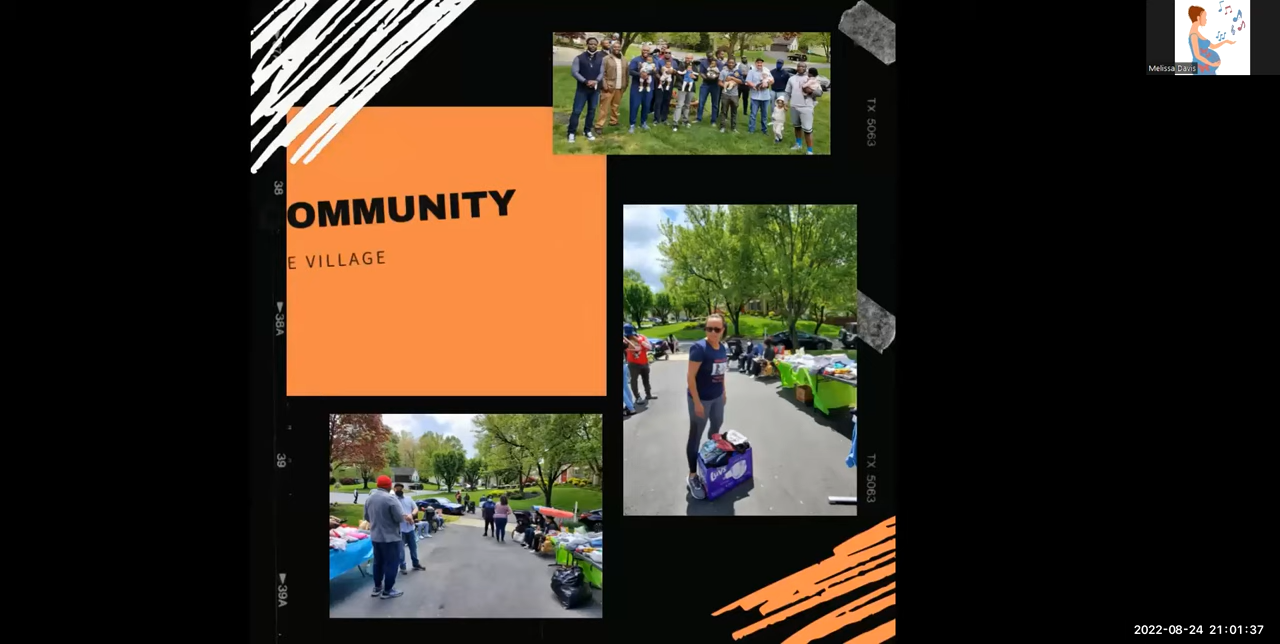 Melissa Davis
TX 5063
38
OMMUNITY
E VILLAGE
38A
39
TX 5063
39A
2022-08-24 21:01:37